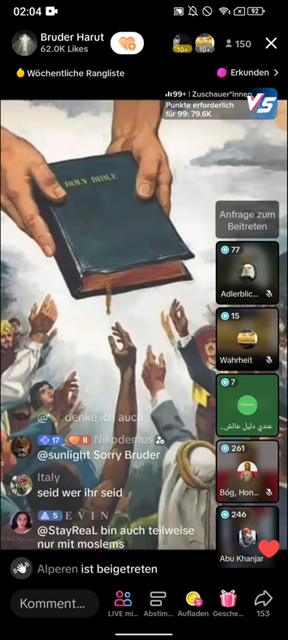 02:04
92
Bruder Harut
62.0K Likes
10+
10+
150
Wöchentliche Rangliste
Erkunden
99+ | Zuschauer*innen
Punkte erforderlich
für 99: 79.6K
VS
HOLY BIBLE
Anfrage zum
Beitreten
77
Adlerblic...
15
Wahrheit
7
عندي دليل عائش...
261
Bóg, Hon...
246
Abu Khanjar
denke ich auch
17 II Nikodemus
@sunlight Sorry Bruder
Italy
seid wer ihr seid
5 EVIN
@StayReaL bin auch teilweise
nur mit moslems
Alperen ist beigetreten
Komment...
LIVE mi...
Abstim...
Aufladen
Gesche...
153